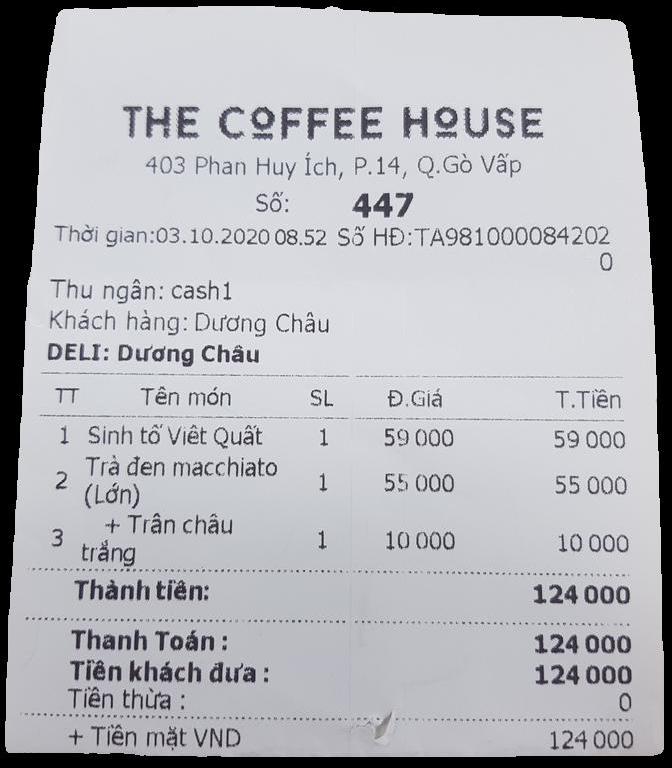 THE COFFEE HOUSE
403 Phan Huy Ích, P.14, Q.Gò Vấp
Số: 447
Thời gian:03.10.2020 08.52 Số HĐ:TA981000084202
0
Thu ngân: cash1
Khách hàng: Dương Châu
DELI: Dương Châu
TT Tên món SL Đ.Giá T.Tiền
1 Sinh tố Việt Quất 1 59 000 59 000
2 Trà đen macchiato (Lớn) 1 55 000 55 000
3 + Trân châu trắng 1 10 000 10 000
Thành tiền: 124 000
Thanh Toán : 124 000
Tiền khách đưa : 124 000
Tiền thừa : 0
+ Tiền mặt VND 124 000